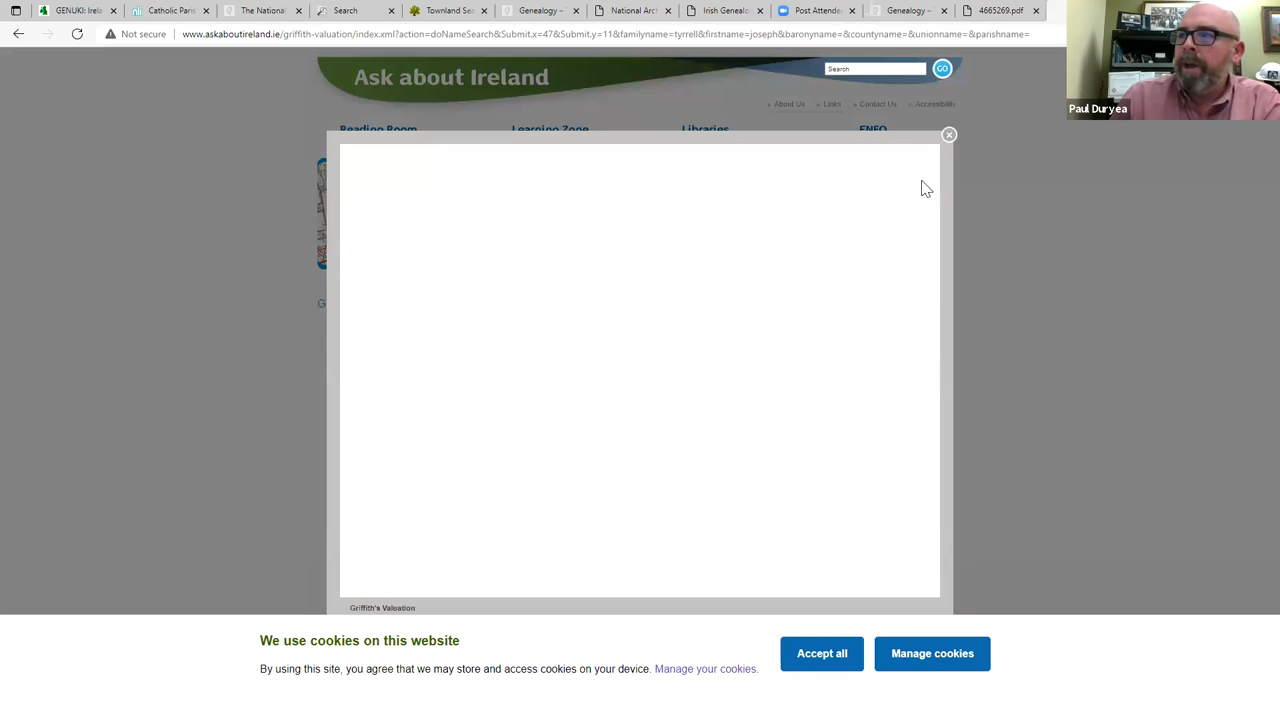 GENUKI: Irela
Catholic Paris
The National
Search
Townland Sea
Genealogy –
National Arch
Irish Genealo
Post Attende
Genealogy –
4665269.pdf
Not secure
www.askaboutireland.ie/griffith-valuation/index.xml?action=doNameSearch&Submit.x=47&Submit.y=11&familyname=tyrrell&firstname=joseph&baronyname=&countyname=&unionname=&parishname=
Ask about Ireland
Search
GO
About Us
Links
Contact Us
Accessibility
Reading Room
Learning Zone
Libraries
ENFO
Paul Duryea
G
Griffith's Valuation
We use cookies on this website
By using this site, you agree that we may store and access cookies on your device. Manage your cookies.
Accept all
Manage cookies